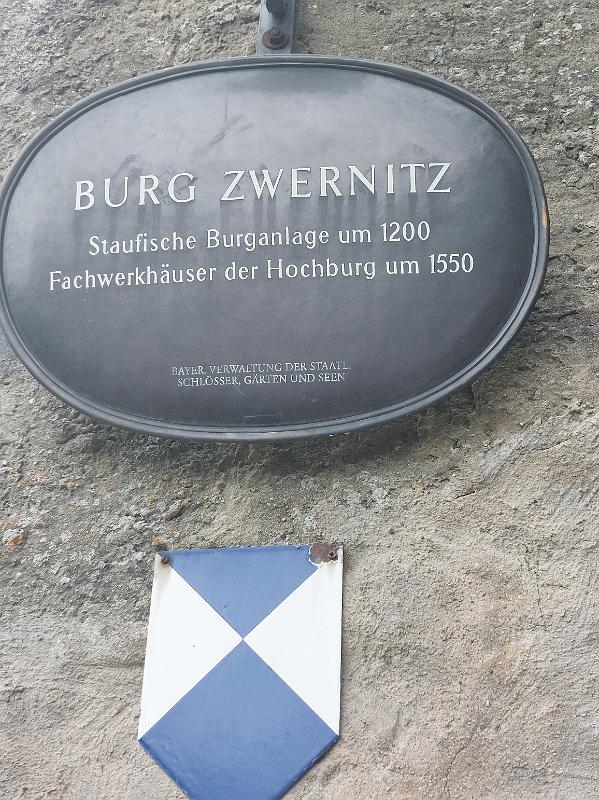 BURG ZWERNITZ
Staufische Burganlage um 1200
Fachwerkhäuser der Hochburg um 1550
BAYER. VERWALTUNG DER STAATL.
SCHLÖSSER, GÄRTEN UND SEEN